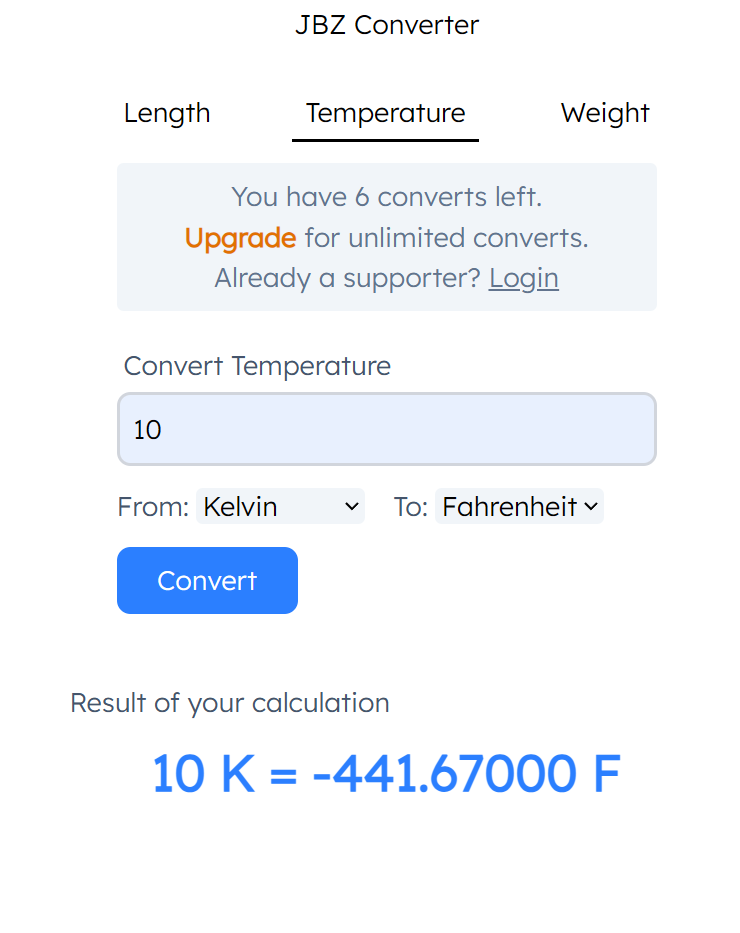 JBZ Converter
Length Temperature Weight
You have 6 converts left.
Upgrade for unlimited converts.
Already a supporter? Login
Convert Temperature
10
From: Kelvin To: Fahrenheit
Convert
Result of your calculation
10 K = -441.67000 F